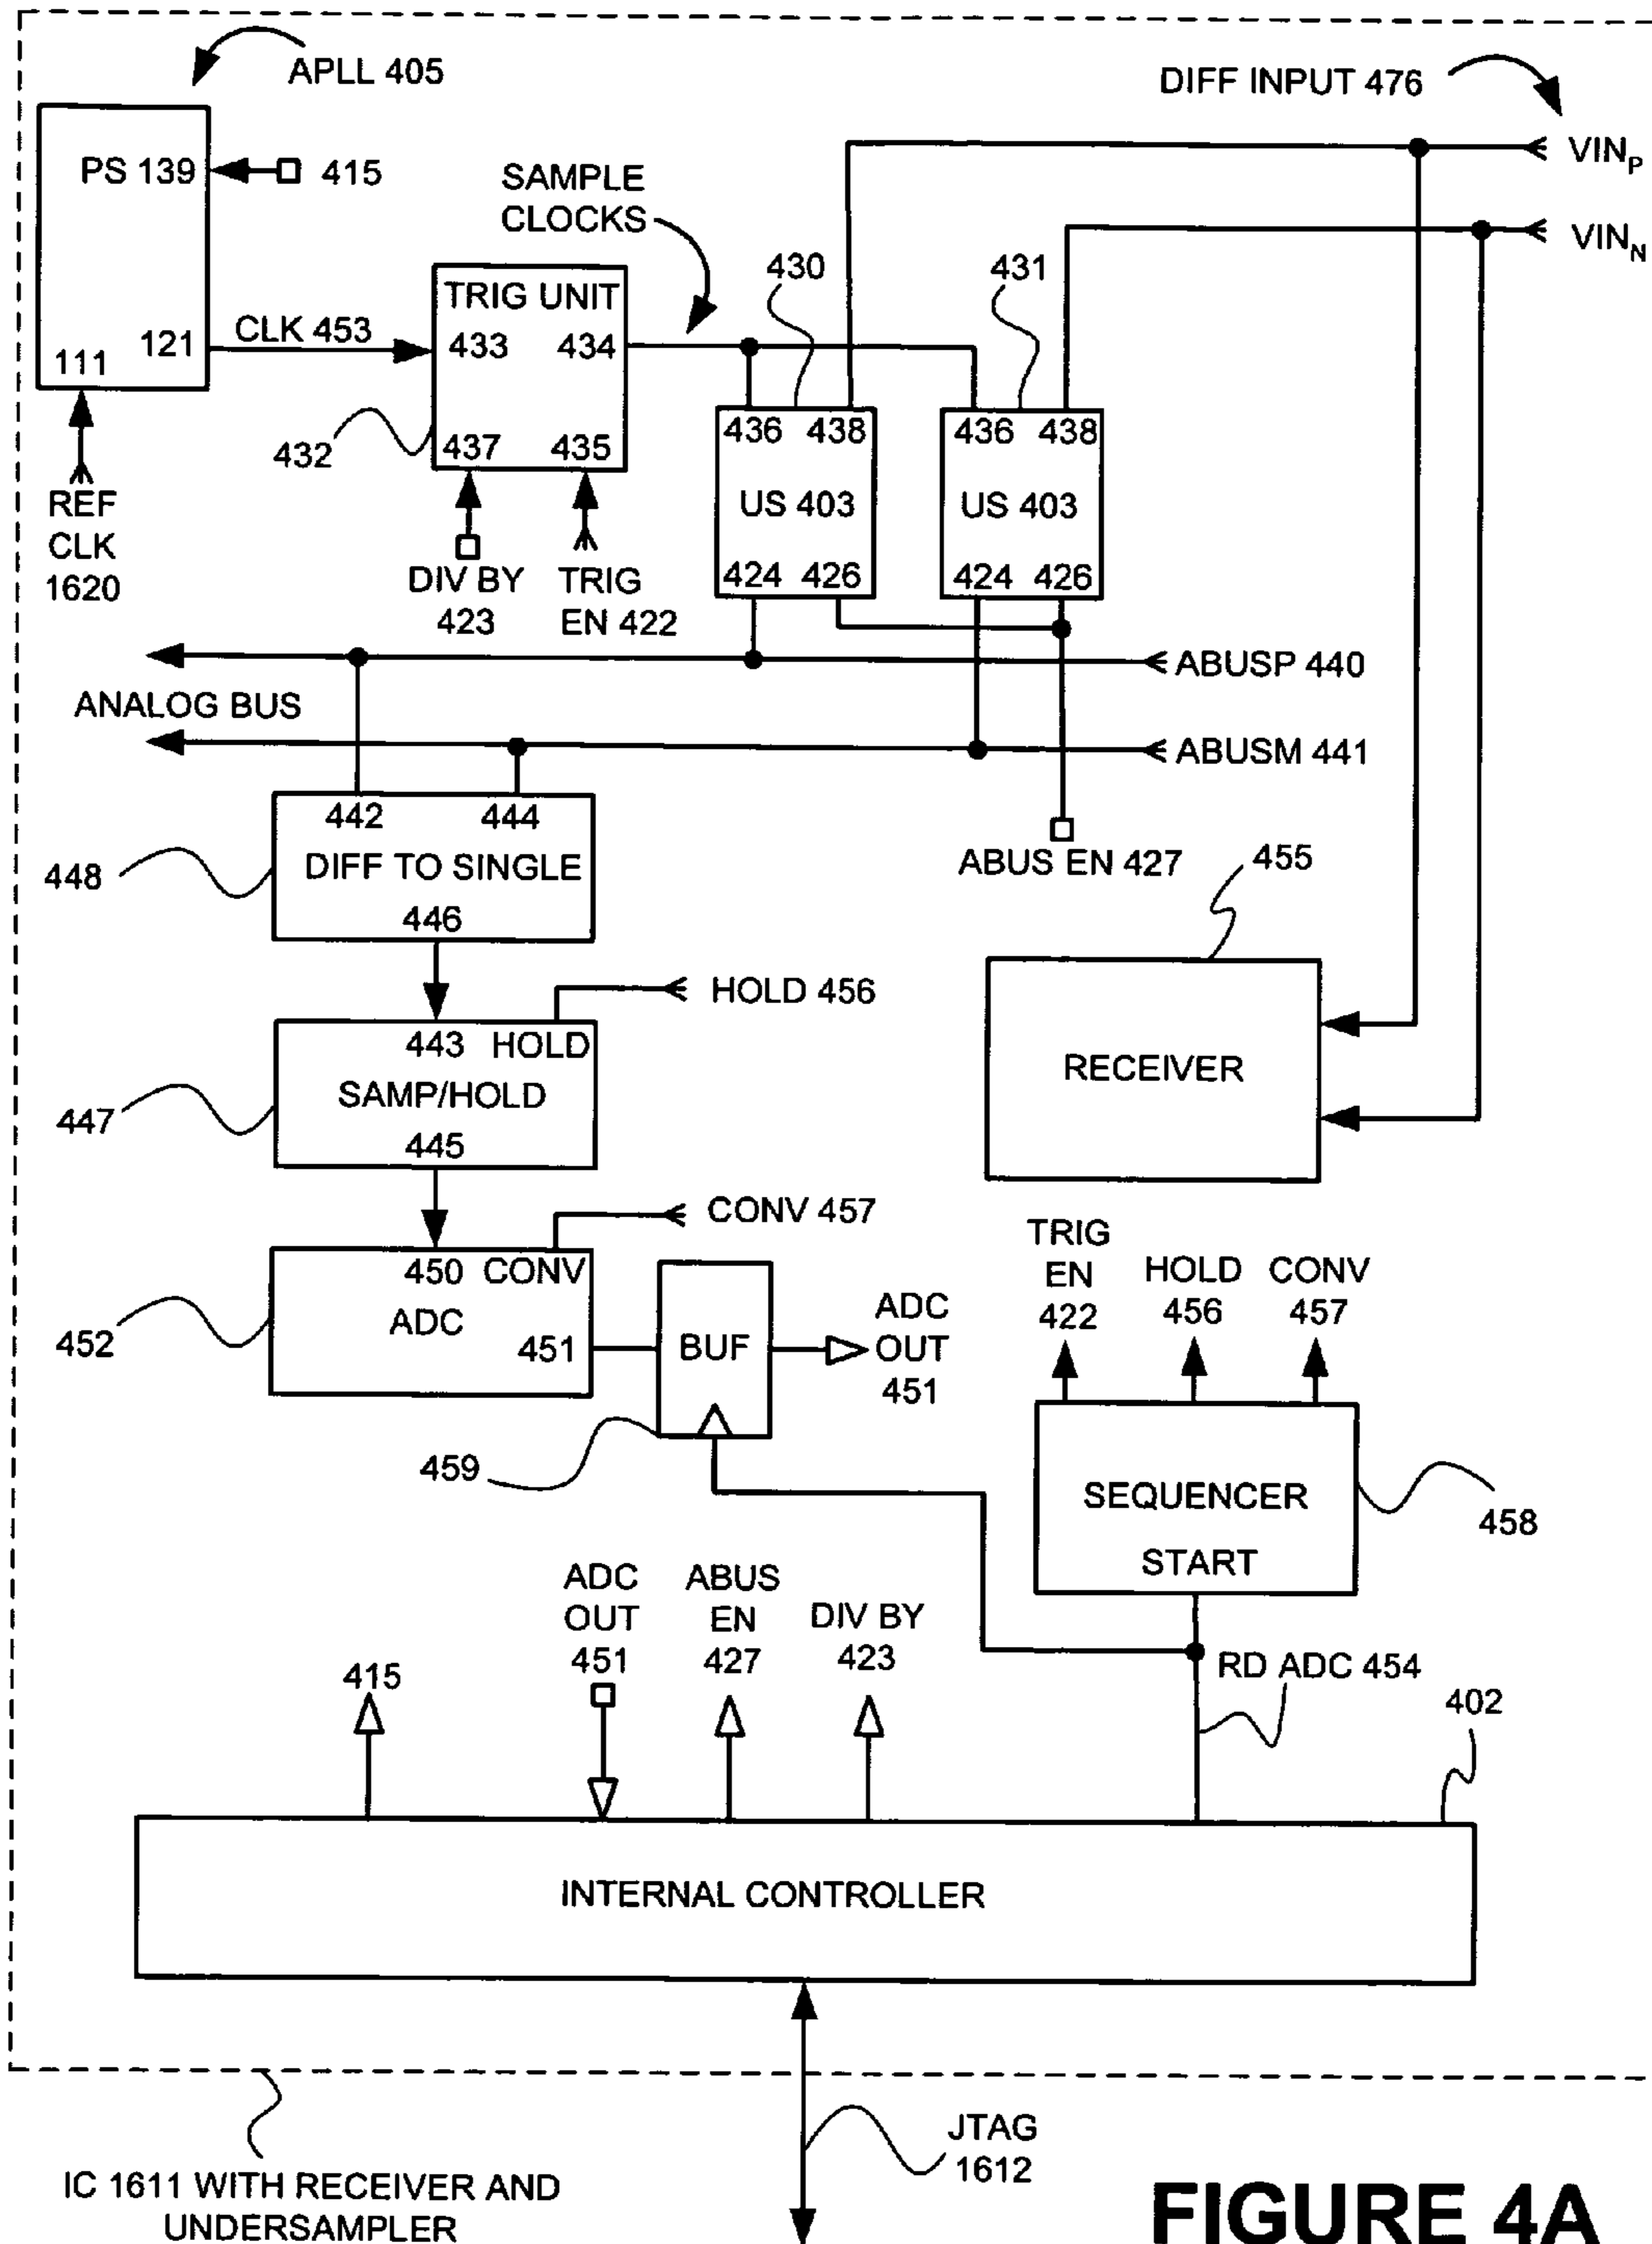 APLL 405
DIFF INPUT 476
PS 139
415
VIN_P
SAMPLE
CLOCKS
VIN_N
430
431
TRIG UNIT
CLK 453
121
111
433
434
432
437
435
436
438
436
438
US 403
US 403
REF
CLK
1620
DIV BY
423
TRIG
EN 422
424
426
424
426
ABUSP 440
ANALOG BUS
ABUSM 441
442
444
DIFF TO SINGLE
446
448
ABUS EN 427
455
HOLD 456
443
HOLD
SAMP/HOLD
445
447
RECEIVER
CONV 457
450
CONV
ADC
451
452
BUF
ADC
OUT
451
459
TRIG
EN
422
HOLD
456
CONV
457
SEQUENCER
START
458
ADC
OUT
451
ABUS
EN
427
DIV BY
423
415
RD ADC 454
402
INTERNAL CONTROLLER
JTAG
1612
IC 1611 WITH RECEIVER AND
UNDERSAMPLER
FIGURE 4A